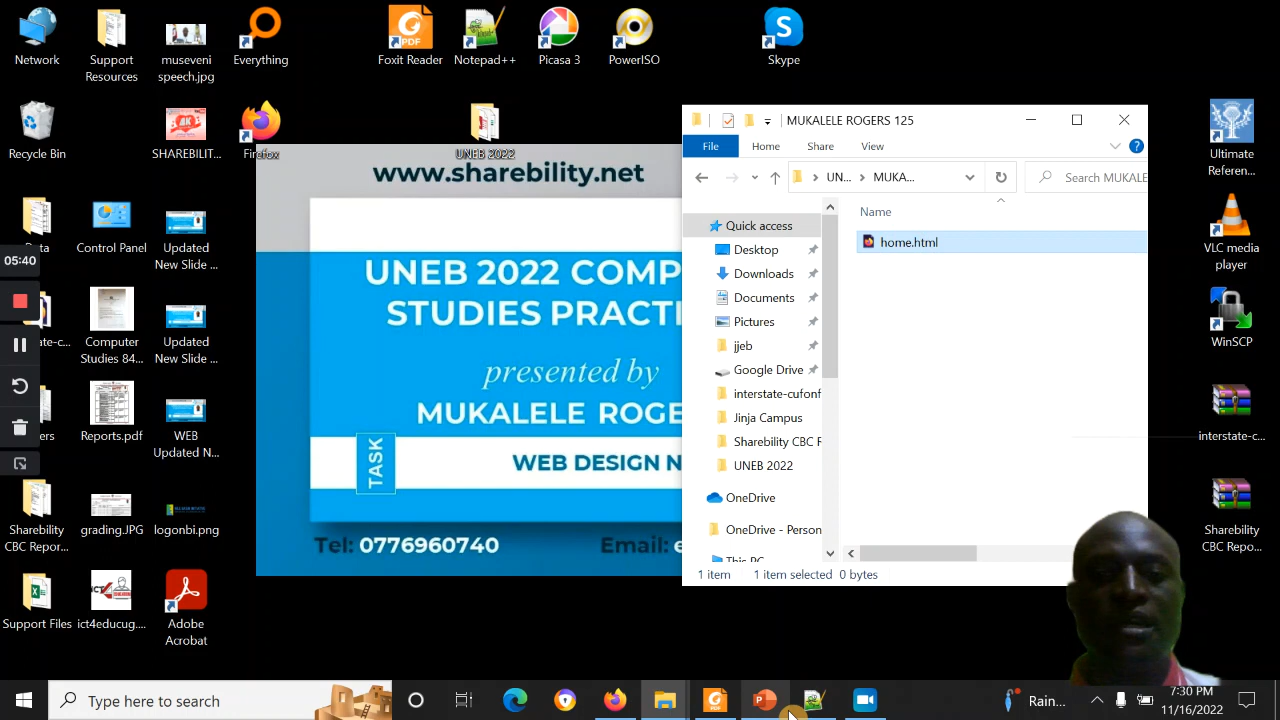 Network
Support
Resources
museveni
speech.jpg
Everything
Foxit Reader
Notepad++
Picasa 3
PowerISO
Skype
Recycle Bin
SHAREBILIT...
Firefox
UNEB 2022
Control Panel
Updated
New Slide ...
05:40
Computer
Studies 84...
Updated
New Slide ...
Reports.pdf
WEB
Updated N...
Sharebility
CBC Repor...
grading.JPG
logonbi.png
Support Files
ict4educug....
Adobe
Acrobat
www.sharebility.net
UNEB 2022 COMP
STUDIES PRACTI
presented by
MUKALELE ROGE
TASK
WEB DESIGN N
Tel: 0776960740
Email: e
MUKALELE ROGERS 125
File Home Share View
UN... MUKA...
Search MUKALE
Name
home.html
Quick access
Desktop
Downloads
Documents
Pictures
jjeb
Google Drive
interstate-cufonf
Jinja Campus
Sharebility CBC R
UNEB 2022
OneDrive
OneDrive - Person
This PC
1 item 1 item selected 0 bytes
Ultimate
Referen...
VLC media
player
WinSCP
interstate-c...
Sharebility
CBC Repo...
Type here to search
Rain...
7:30 PM
11/16/2022